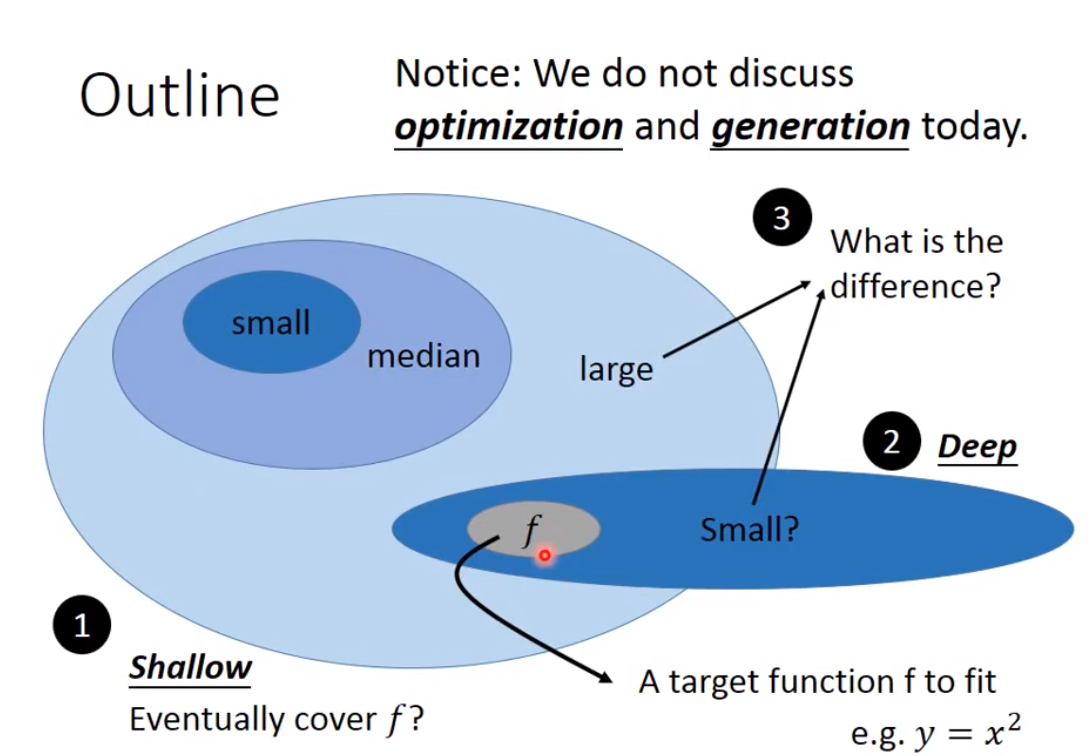 Outline
Notice: We do not discuss
optimization and generation today.
3
What is the
difference?
small
median
large
2 Deep
f
Small?
1
Shallow
Eventually cover f?
A target function f to fit
e.g. y = x²